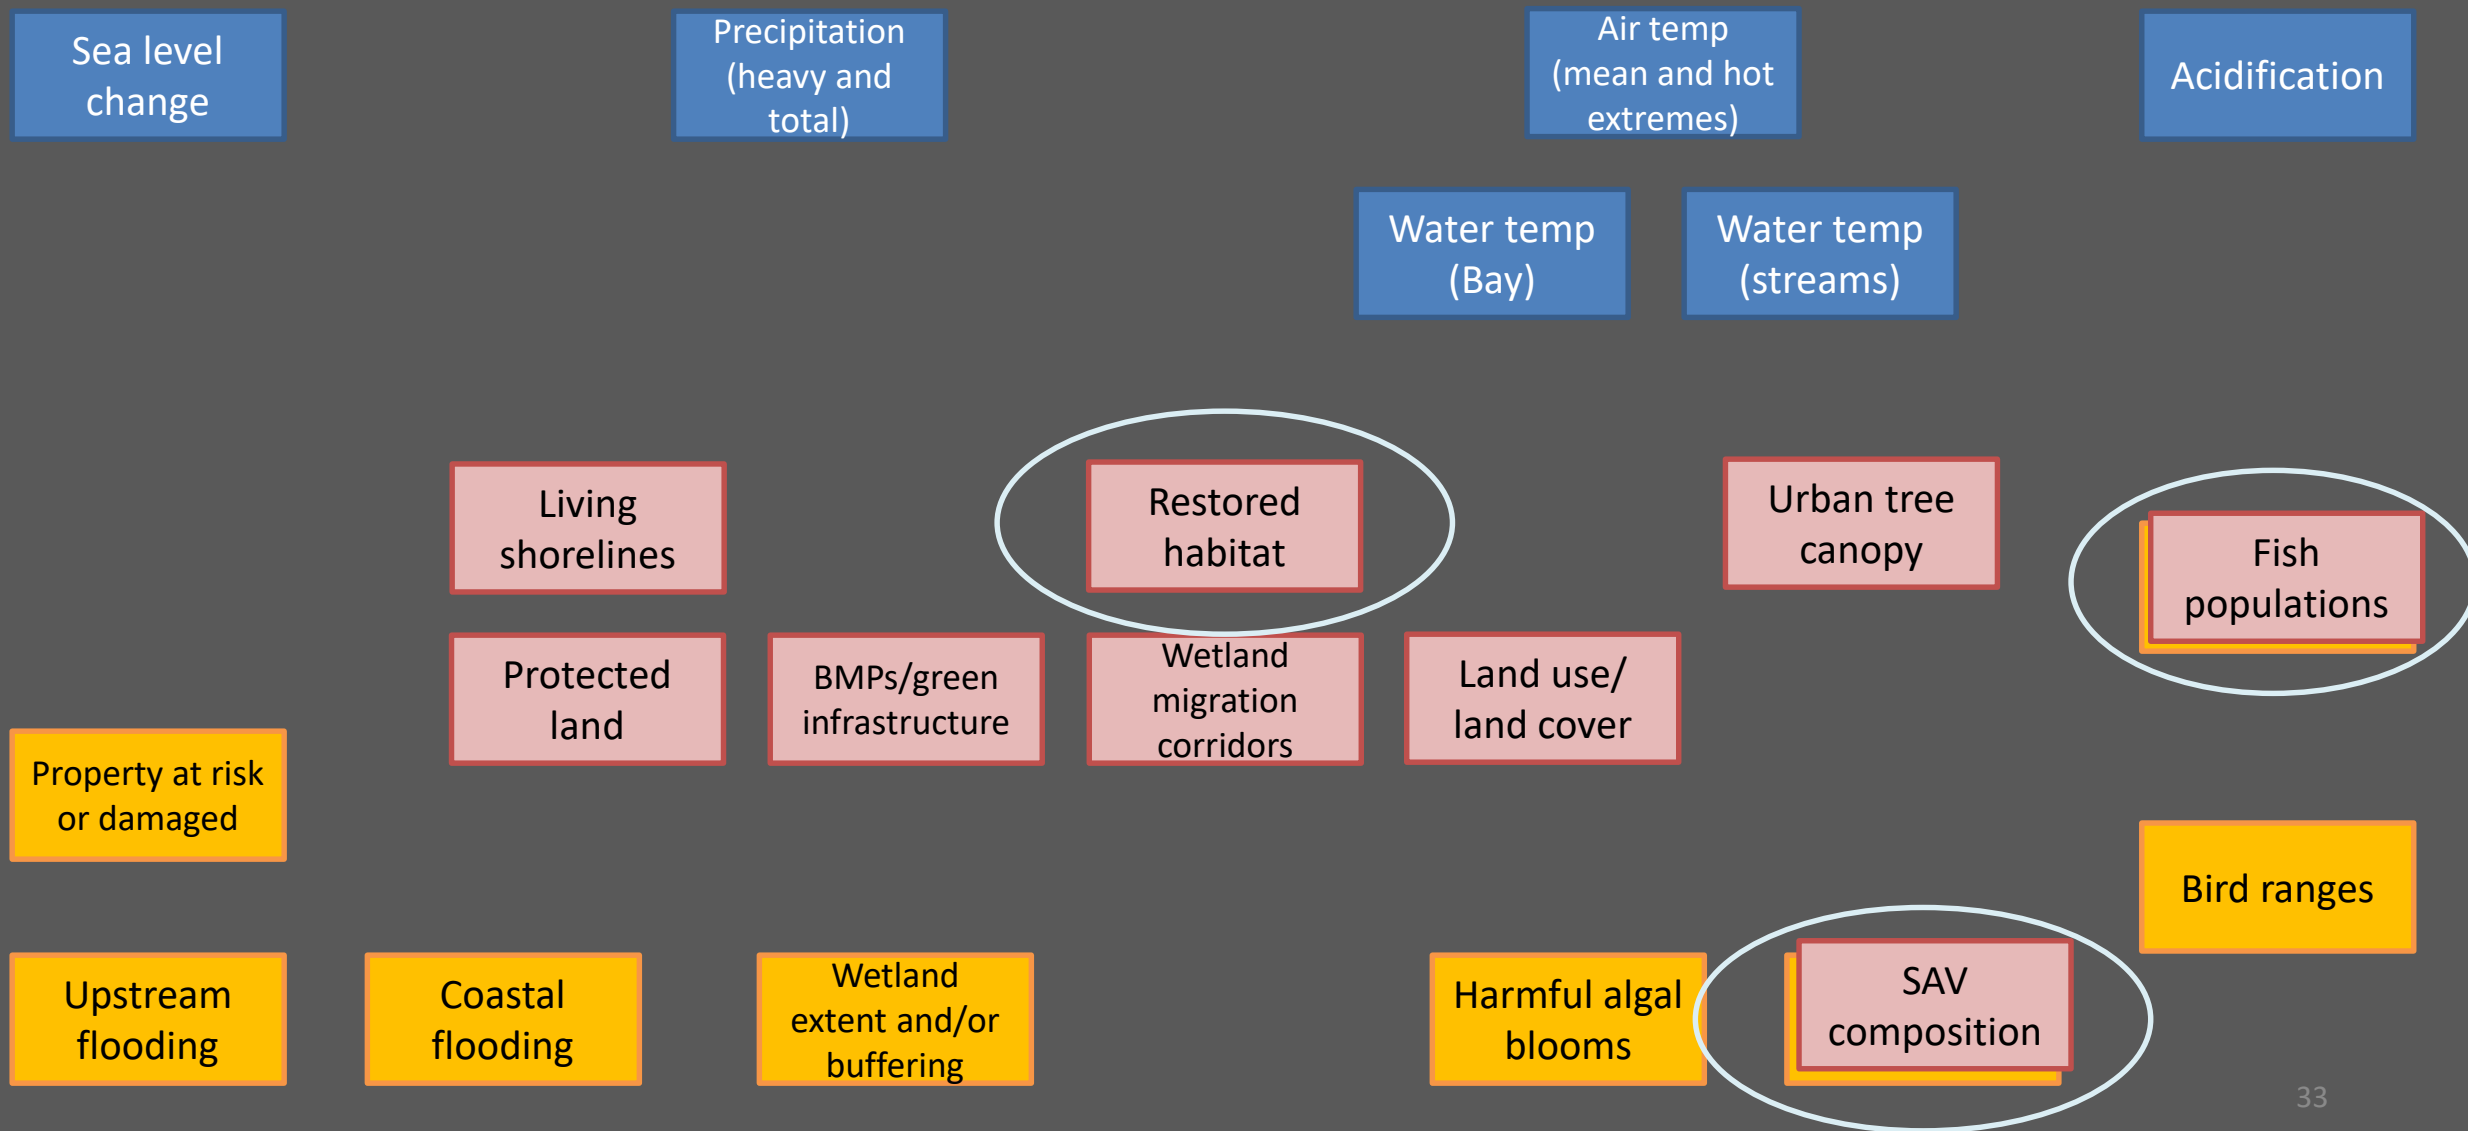 Sea level
change
Precipitation
(heavy and
total)
Air temp
(mean and hot
extremes)
Acidification
Water temp
(Bay)
Water temp
(streams)
Living
shorelines
Restored
habitat
Urban tree
canopy
Fish
populations
Protected
land
BMPs/green
infrastructure
Wetland
migration
corridors
Land use/
land cover
Property at risk
or damaged
Bird ranges
Upstream
flooding
Coastal
flooding
Wetland
extent and/or
buffering
Harmful algal
blooms
SAV
composition
33